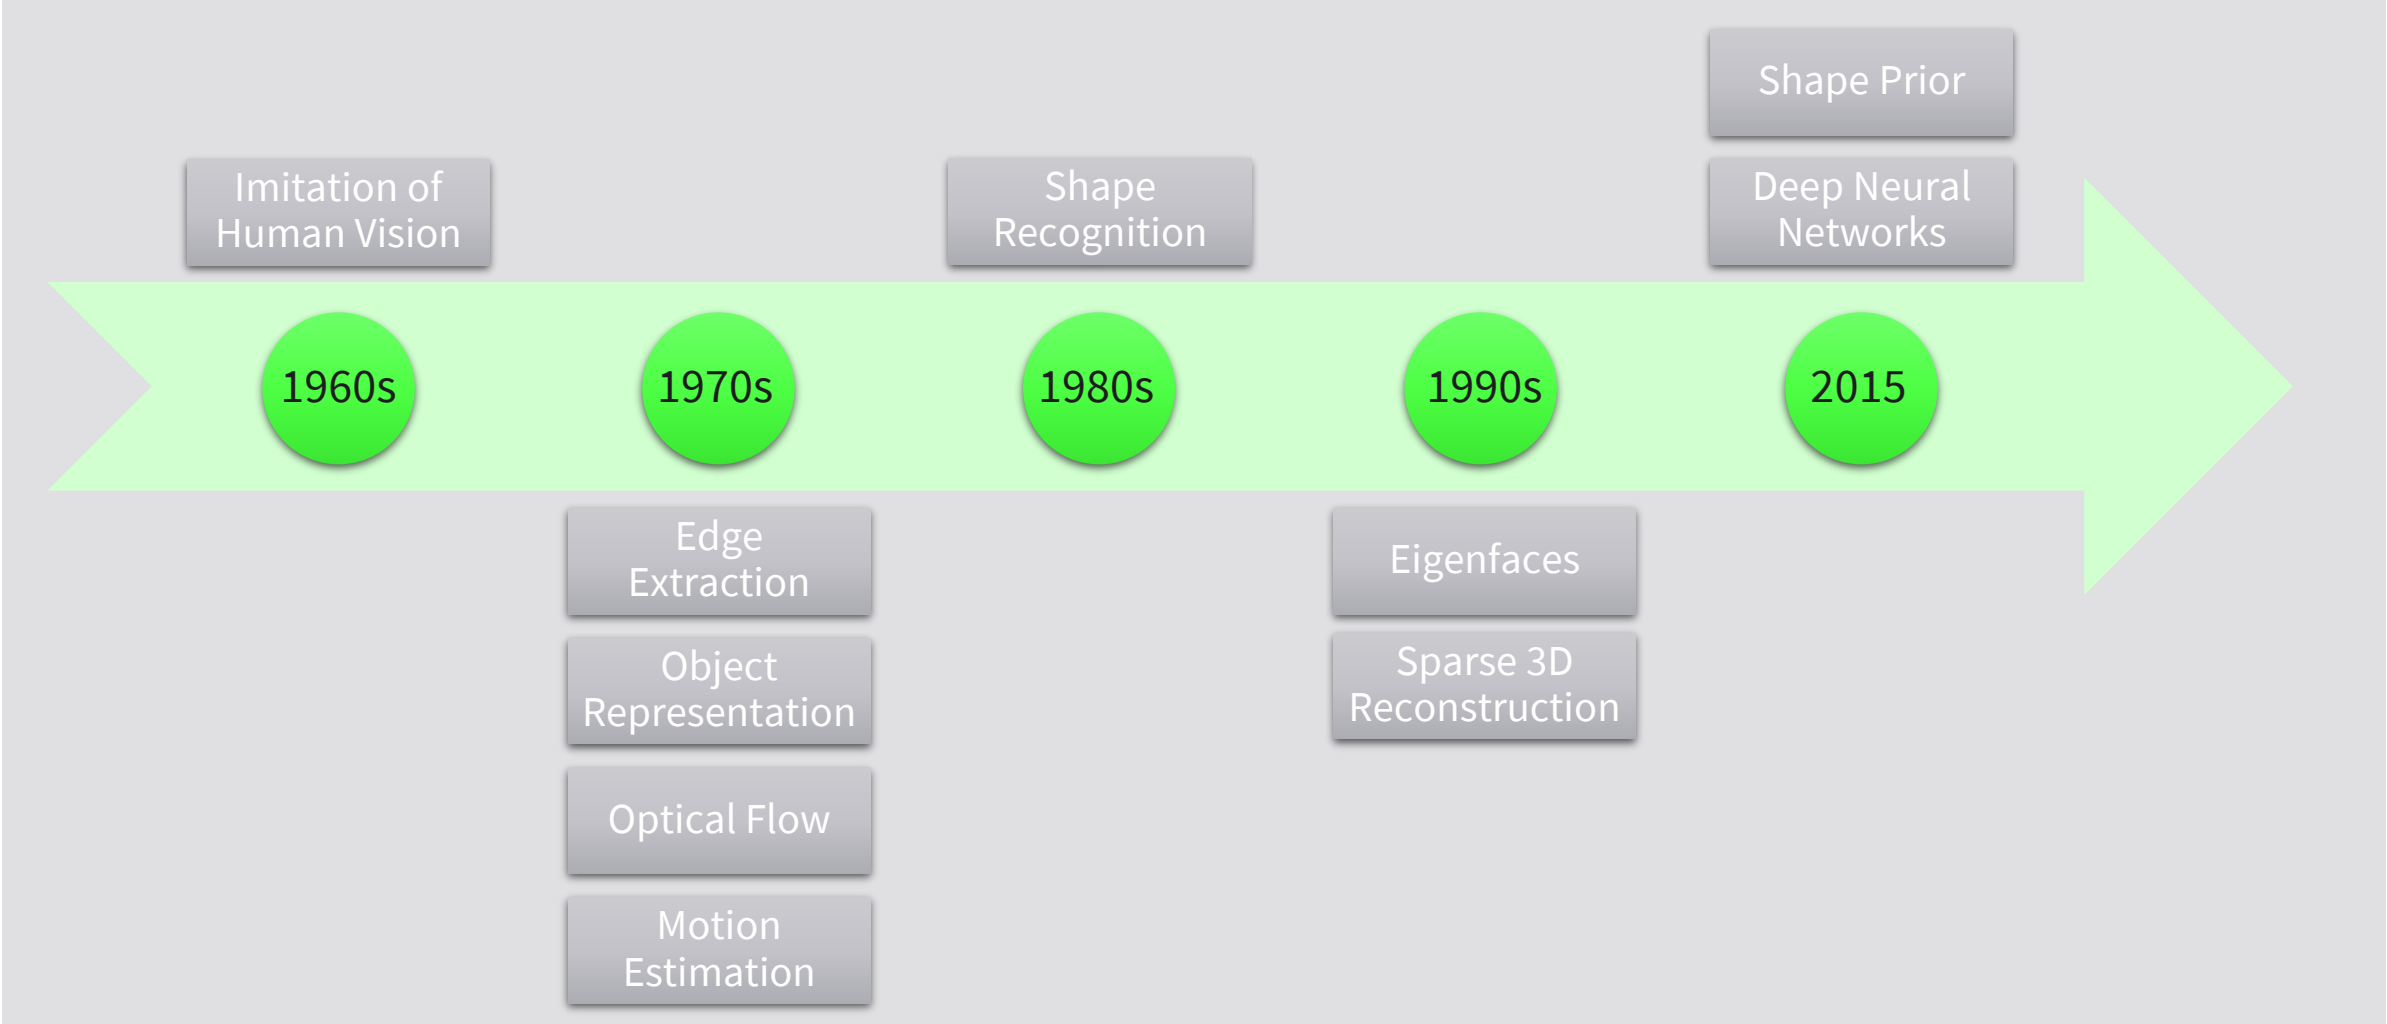 Shape Prior
Imitation of
Human Vision
Shape
Recognition
Deep Neural
Networks
1960s
1970s
1980s
1990s
2015
Edge
Extraction
Object
Representation
Optical Flow
Motion
Estimation
Eigenfaces
Sparse 3D
Reconstruction